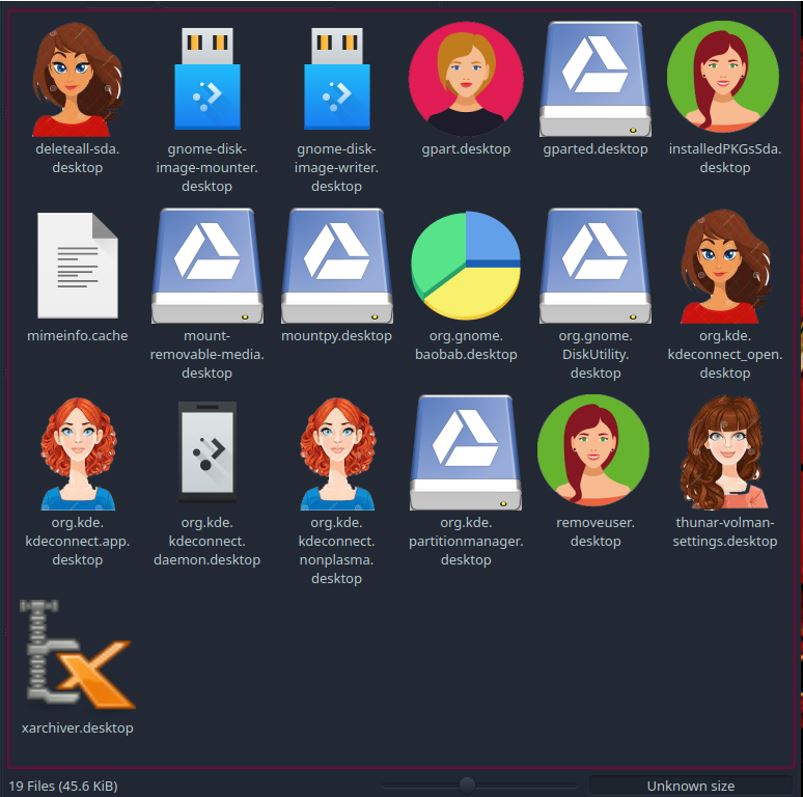 deleteall-sda.
desktop
gnome-disk-
image-mounter.
desktop
gnome-disk-
image-writer.
desktop
gpart.desktop
gparted.desktop
installedPKGsSda.
desktop
mimeinfo.cache
mount-
removable-media.
desktop
mountpy.desktop
org.gnome.
baobab.desktop
org.gnome.
DiskUtility.
desktop
org.kde.
kdeconnect_open.
desktop
org.kde.
kdeconnect.app.
desktop
org.kde.
kdeconnect.
daemon.desktop
org.kde.
kdeconnect.
nonplasma.
desktop
org.kde.
partitionmanager.
desktop
removeuser.
desktop
thunar-volman-
settings.desktop
xarchiver.desktop
19 Files (45.6 KiB)
Unknown size